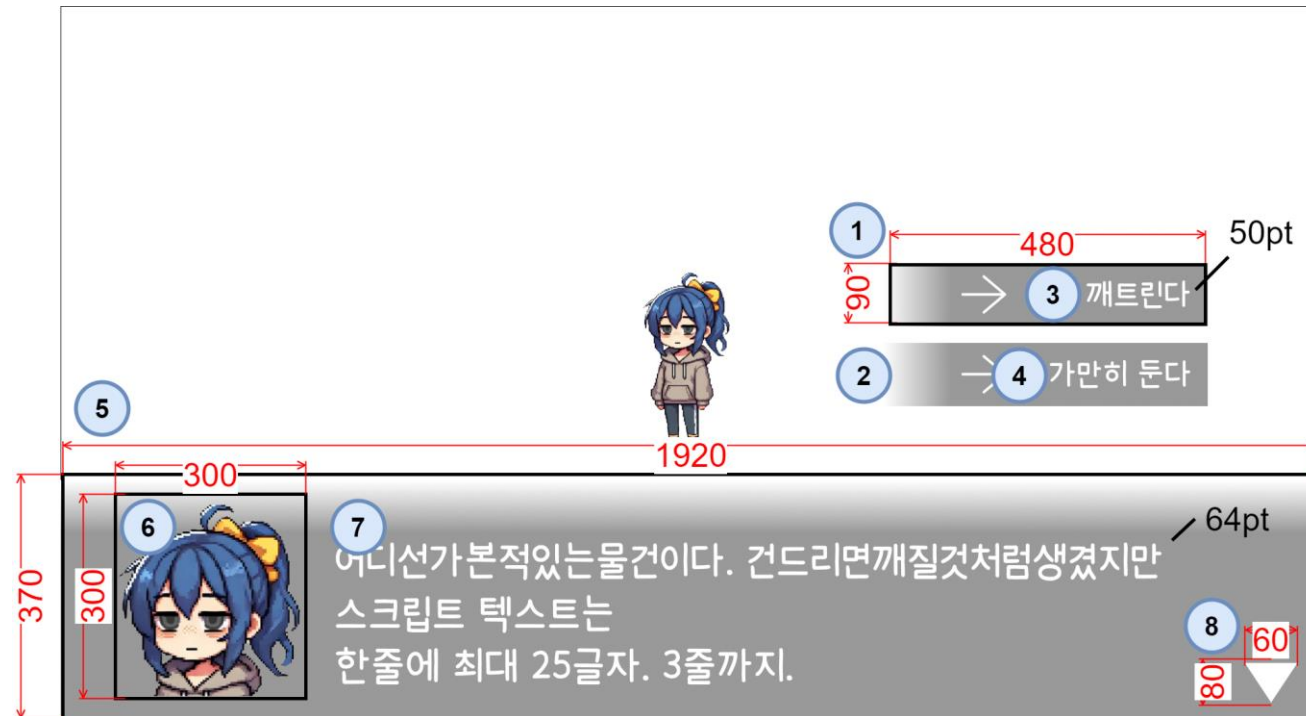 1
480
50pt
90
3
깨트린다
2
4
가만히 둔다
5
1920
300
6
7
64pt
어디선가본적있는물건이다. 건드리면깨질것처럼생겼지만
370
300
스크립트 텍스트는
8
60
한줄에 최대 25글자. 3줄까지.
80